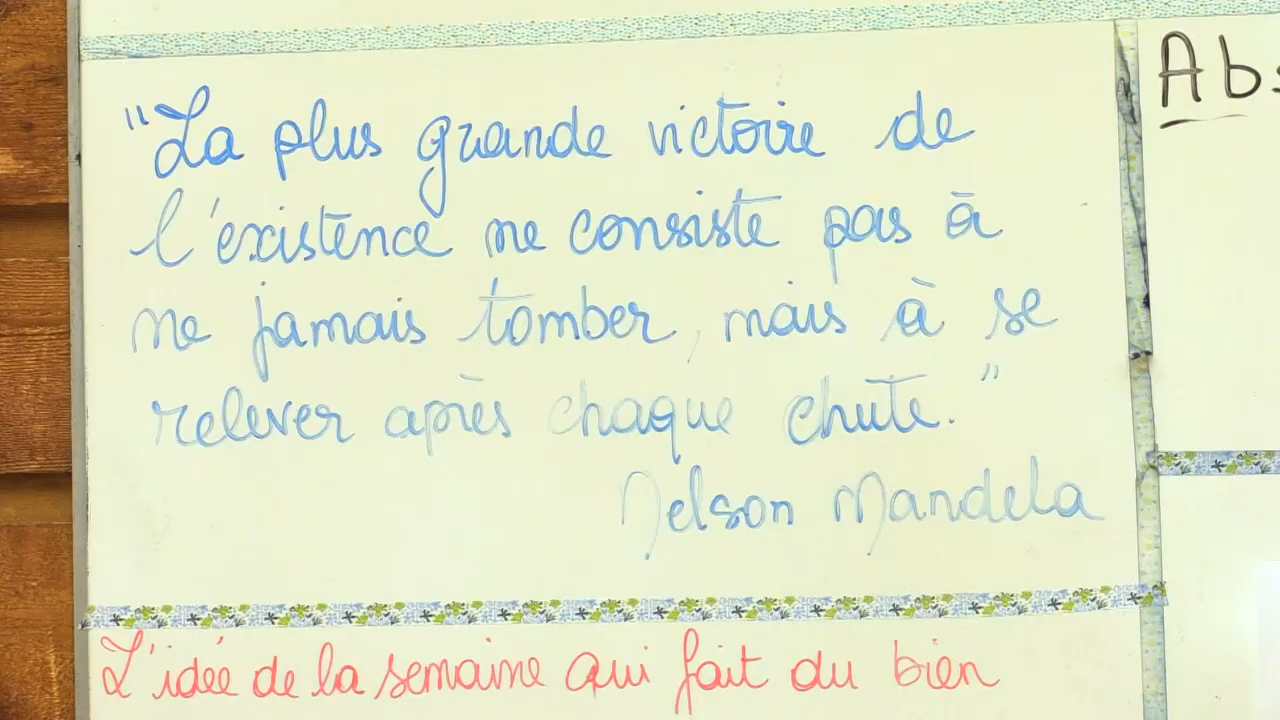 "La plus grande victoire de
l'existence ne consiste pas à
ne jamais tomber, mais à se
relever après chaque chute."
Nelson Mandela
L'idée de la semaine qui fait du bien